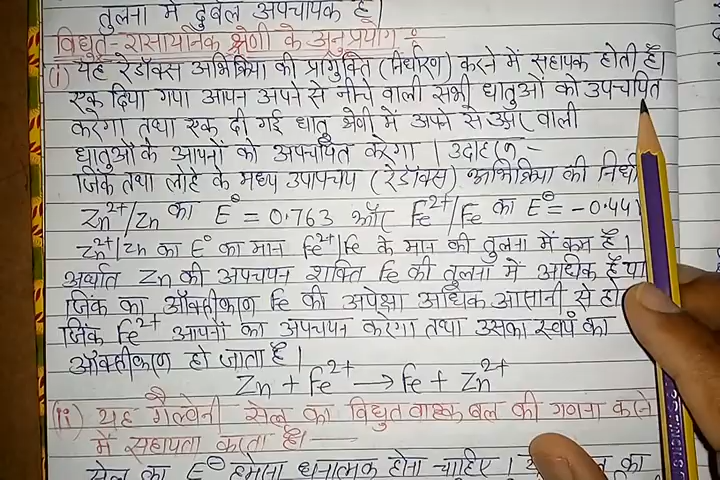 तुलना में दुर्बल अपचायक है
विद्युत रासायनिक श्रेणी के अनुप्रयोग :-
(i) यह रेडॉक्स अभिक्रिया की प्रागुक्ति (निर्धारण) करने में सहायक होती है।
एक दिया गया आयन अपने से नीचे वाली सभी धातुओं को उपचयित
करेगा तथा एक दी गई धातु श्रेणी में अपने से ऊपर वाली
धातुओं के आयनों को अपचयित करेगा । उदाहरण -
जिंक तथा लोहे के मध्य उपापचय (रेडॉक्स) अभिक्रिया की
Zn²⁺/Zn का E° = 0.763 और Fe²⁺/Fe का E° = -0.441
Zn²⁺/Zn का E° का मान Fe²⁺/Fe के मान की तुलना में कम है ।
अर्थात Zn की अपचयन शक्ति Fe की तुलना में अधिक है या
जिंक का ऑक्सीकरण Fe की अपेक्षा अधिक आसानी से
जिंक Fe²⁺ आयनों का अपचयन करेगा तथा उसका स्वयं का
ऑक्सीकरण हो जाता है ।
Zn + Fe²⁺ → Fe + Zn²⁺
(ii) यह गैल्वेनी सेल का विद्युत वाहक बल की गणना करने
में सहायता करता है।
सेल का E⊖ हमेशा धनात्मक होना चाहिए । का